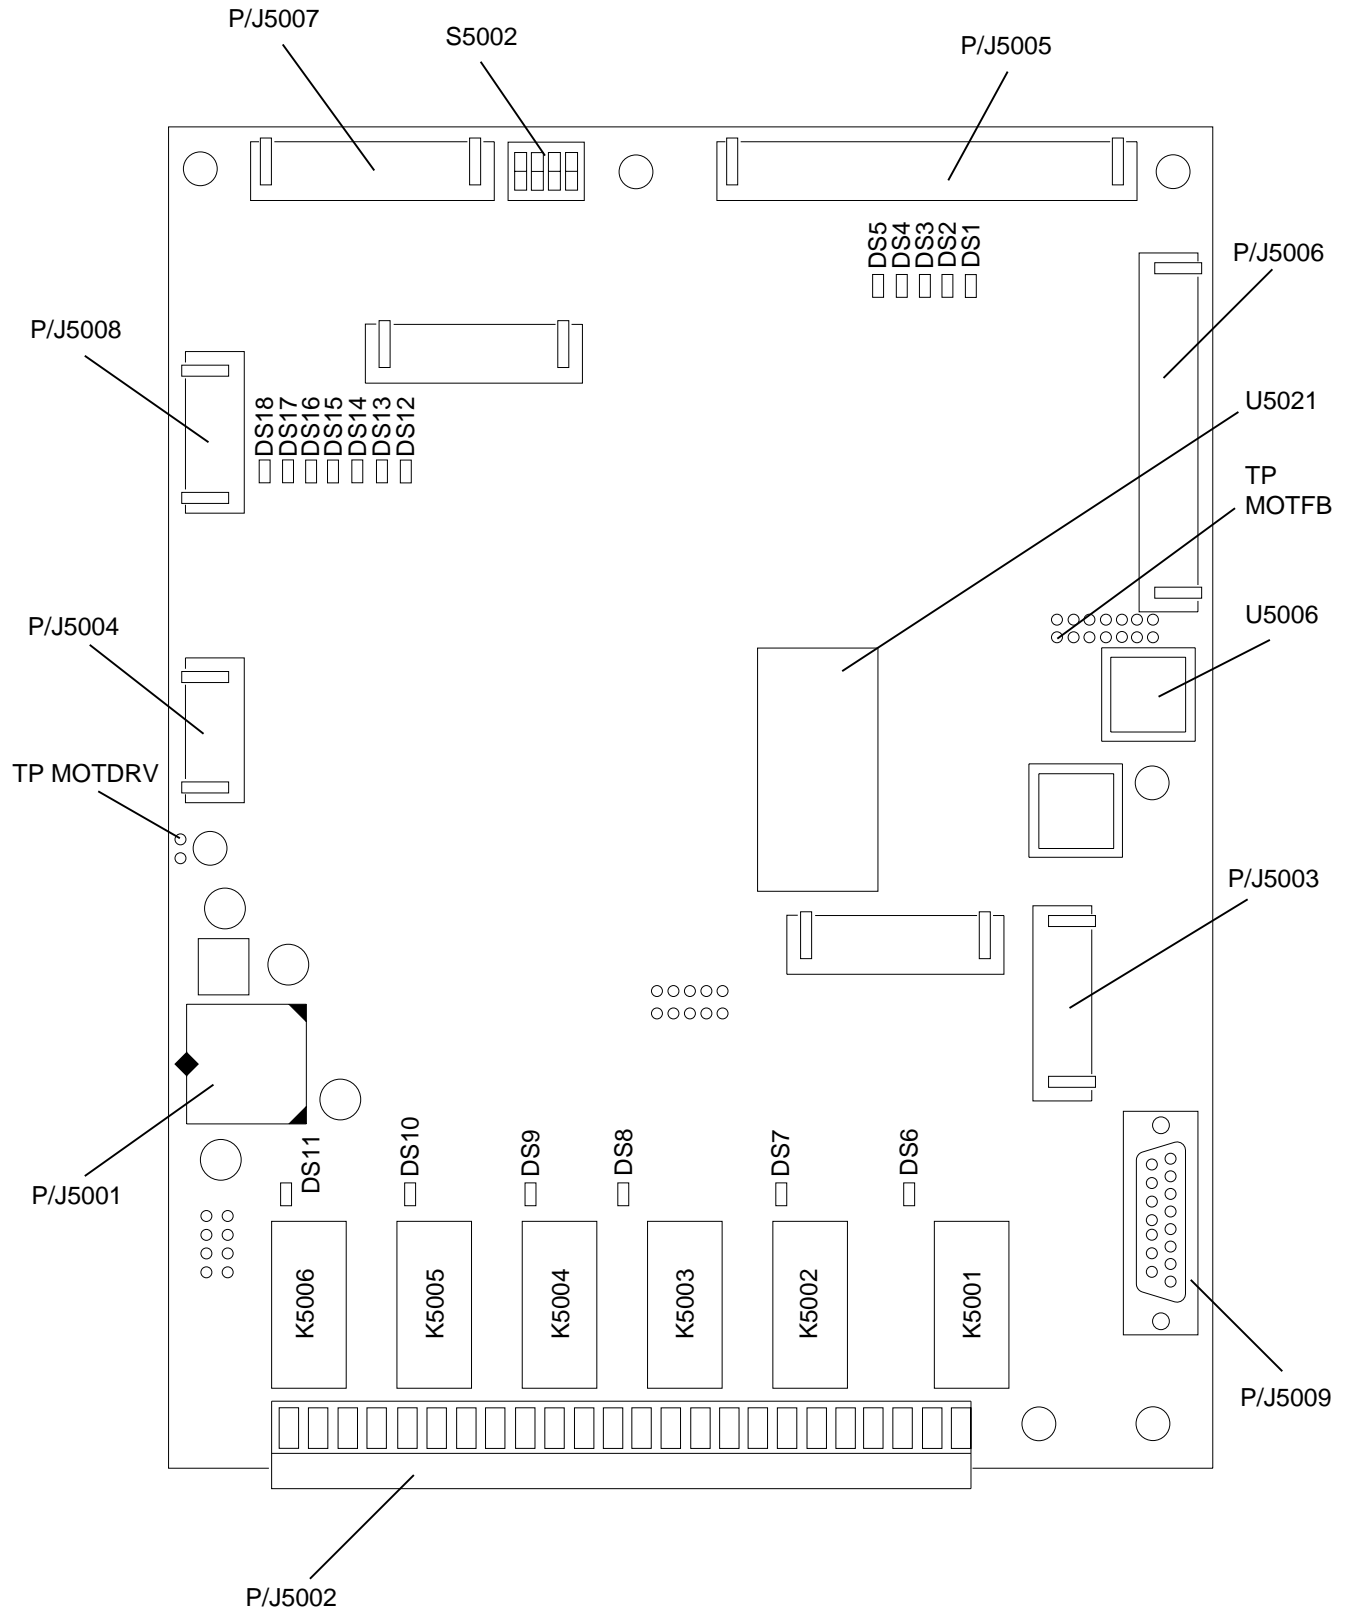 P/J5007
S5002
P/J5005
DS5
DS4
DS3
DS2
DS1
P/J5006
P/J5008
DS18
DS17
DS16
DS15
DS14
DS13
DS12
U5021
TP
MOTFB
P/J5004
U5006
TP MOTDRV
P/J5003
DS11
DS10
DS9
DS8
DS7
DS6
P/J5001
K5006
K5005
K5004
K5003
K5002
K5001
P/J5009
P/J5002